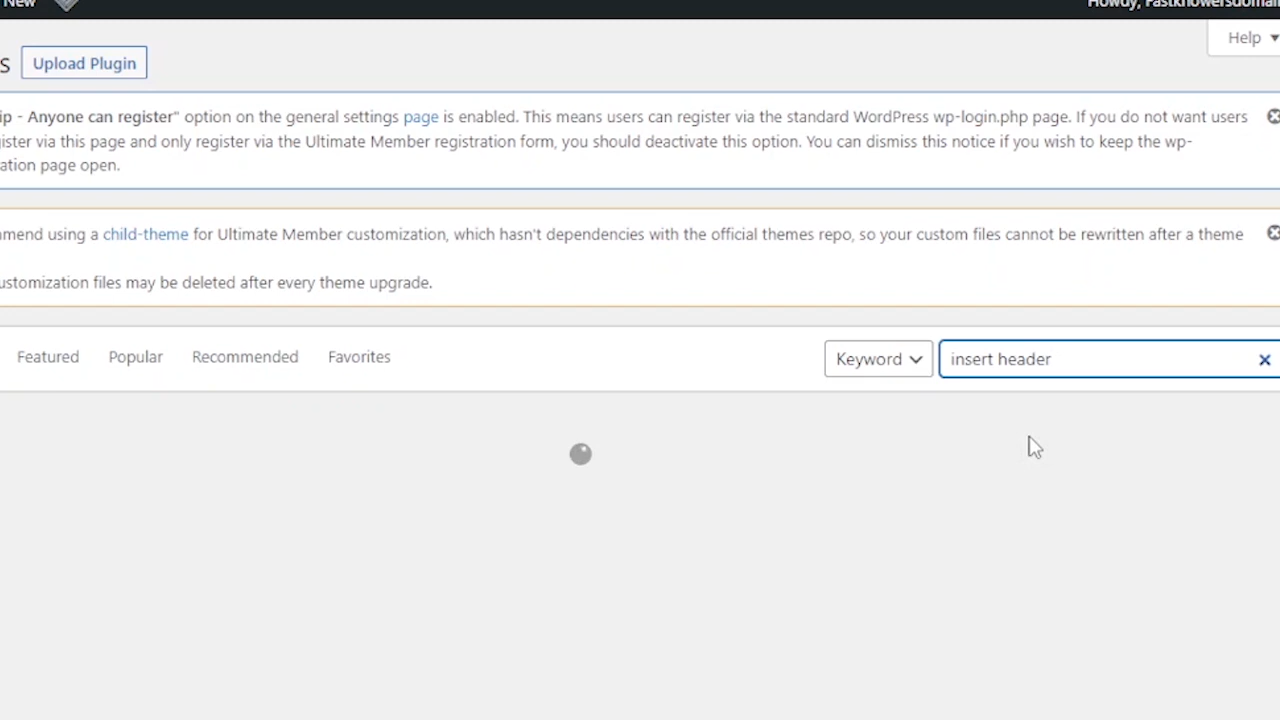 New
Howdy, Fastknowersdomai
s Upload Plugin
Help
ip - Anyone can register" option on the general settings page is enabled. This means users can register via the standard WordPress wp-login.php page. If you do not want users
ister via this page and only register via the Ultimate Member registration form, you should deactivate this option. You can dismiss this notice if you wish to keep the wp-
ation page open.
mmend using a child-theme for Ultimate Member customization, which hasn't dependencies with the official themes repo, so your custom files cannot be rewritten after a theme
ustomization files may be deleted after every theme upgrade.
Featured Popular Recommended Favorites Keyword insert header